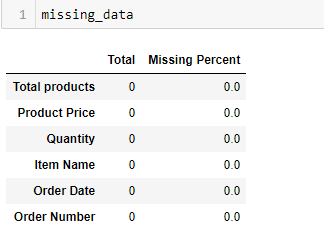 1 missing_data
Total Missing Percent
Total products 0 0.0
Product Price 0 0.0
Quantity 0 0.0
Item Name 0 0.0
Order Date 0 0.0
Order Number 0 0.0